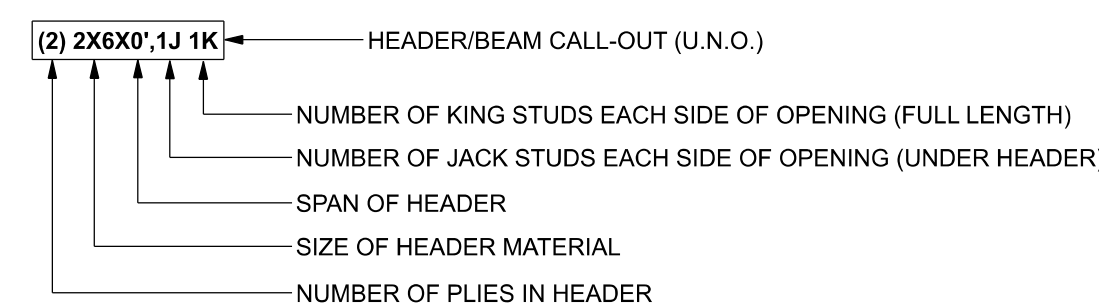 (2) 2X6X0',1J 1K
HEADER/BEAM CALL-OUT (U.N.O.)
NUMBER OF KING STUDS EACH SIDE OF OPENING (FULL LENGTH)
NUMBER OF JACK STUDS EACH SIDE OF OPENING (UNDER HEADER)
SPAN OF HEADER
SIZE OF HEADER MATERIAL
NUMBER OF PLIES IN HEADER